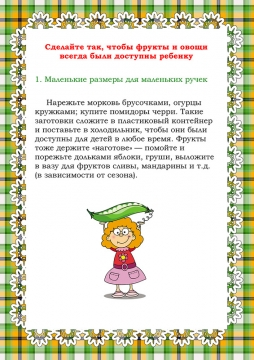 Сделайте так, чтобы фрукты и овощи
всегда были доступны ребенку
1. Маленькие размеры для маленьких ручек
Нарежьте морковь брусочками, огурцы
кружками; купите помидоры черри. Такие
заготовки сложите в пластиковый контейнер
и поставьте в холодильник, чтобы они были
доступны для детей в любое время. Фрукты
тоже держите «наготове» — помойте и
порежьте дольками яблоки, груши, выложите
в вазу для фруктов сливы, мандарины и т.д.
(в зависимости от сезона).